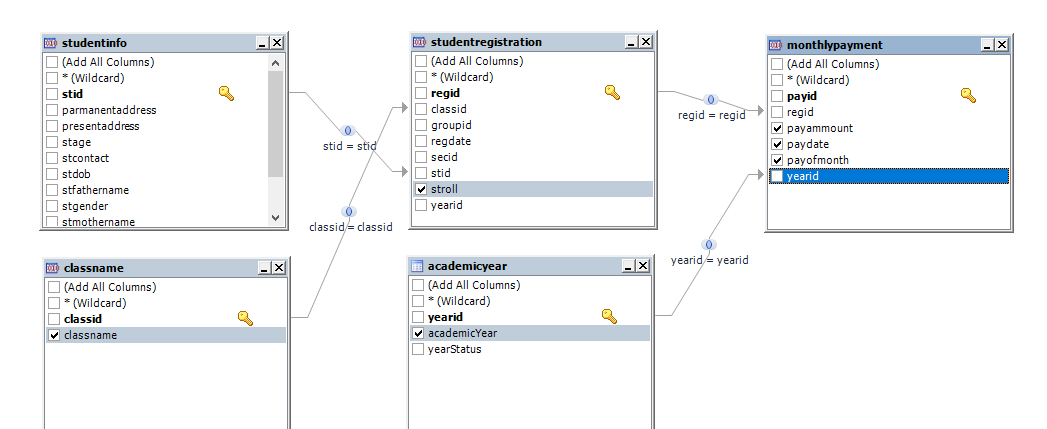 studentinfo
(Add All Columns)
* (Wildcard)
stid
parmanentaddress
presentaddress
stage
stcontact
stdob
stfathername
stgender
stmothername
stid = stid
classid = classid
classname
(Add All Columns)
* (Wildcard)
classid
classname
studentregistration
(Add All Columns)
* (Wildcard)
regid
classid
groupid
regdate
secid
stid
stroll
yearid
regid = regid
yearid = yearid
academicyear
(Add All Columns)
* (Wildcard)
yearid
academicYear
yearStatus
monthlypayment
(Add All Columns)
* (Wildcard)
payid
regid
payammount
paydate
payofmonth
yearid